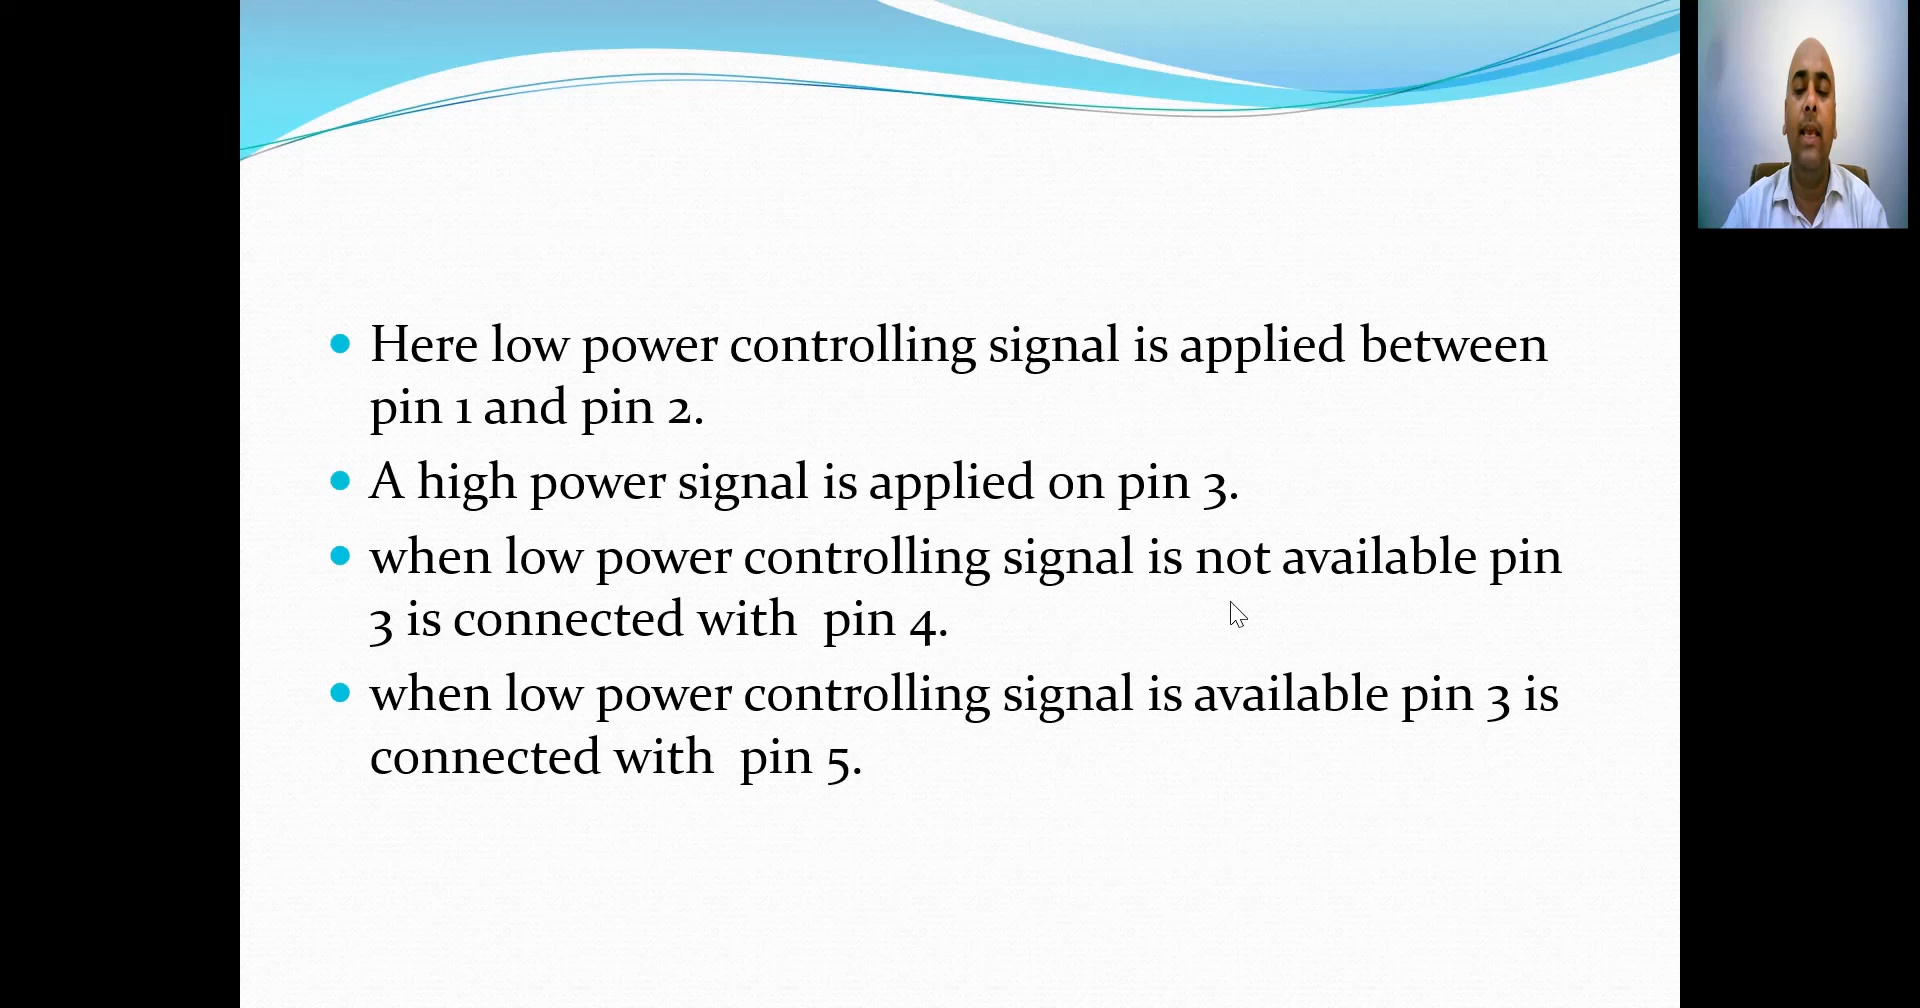 Here low power controlling signal is applied between
pin 1 and pin 2.
A high power signal is applied on pin 3.
when low power controlling signal is not available pin
3 is connected with  pin 4.
when low power controlling signal is available pin 3 is
connected with  pin 5.